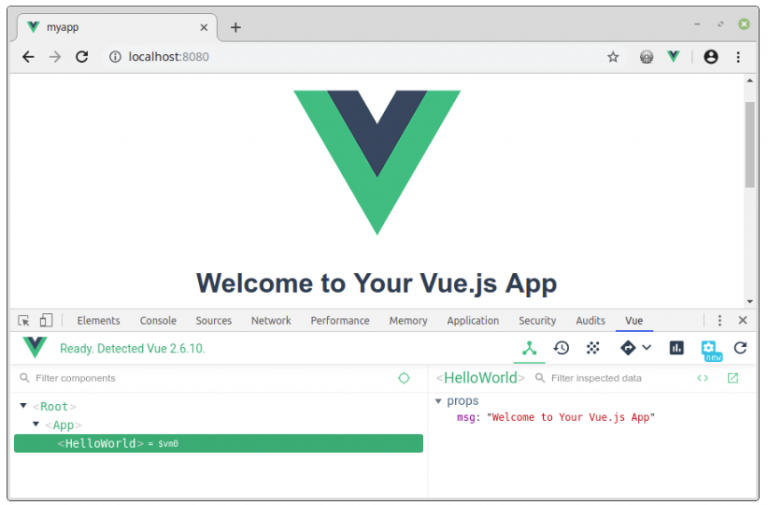 myapp
localhost:8080
Welcome to Your Vue.js App
Elements Console Sources Network Performance Memory Application Security Audits Vue
Ready. Detected Vue 2.6.10.
new
Filter components
<HelloWorld> Filter inspected data
<Root>
<App>
<HelloWorld> = $vm0
props
msg: "Welcome to Your Vue.js App"